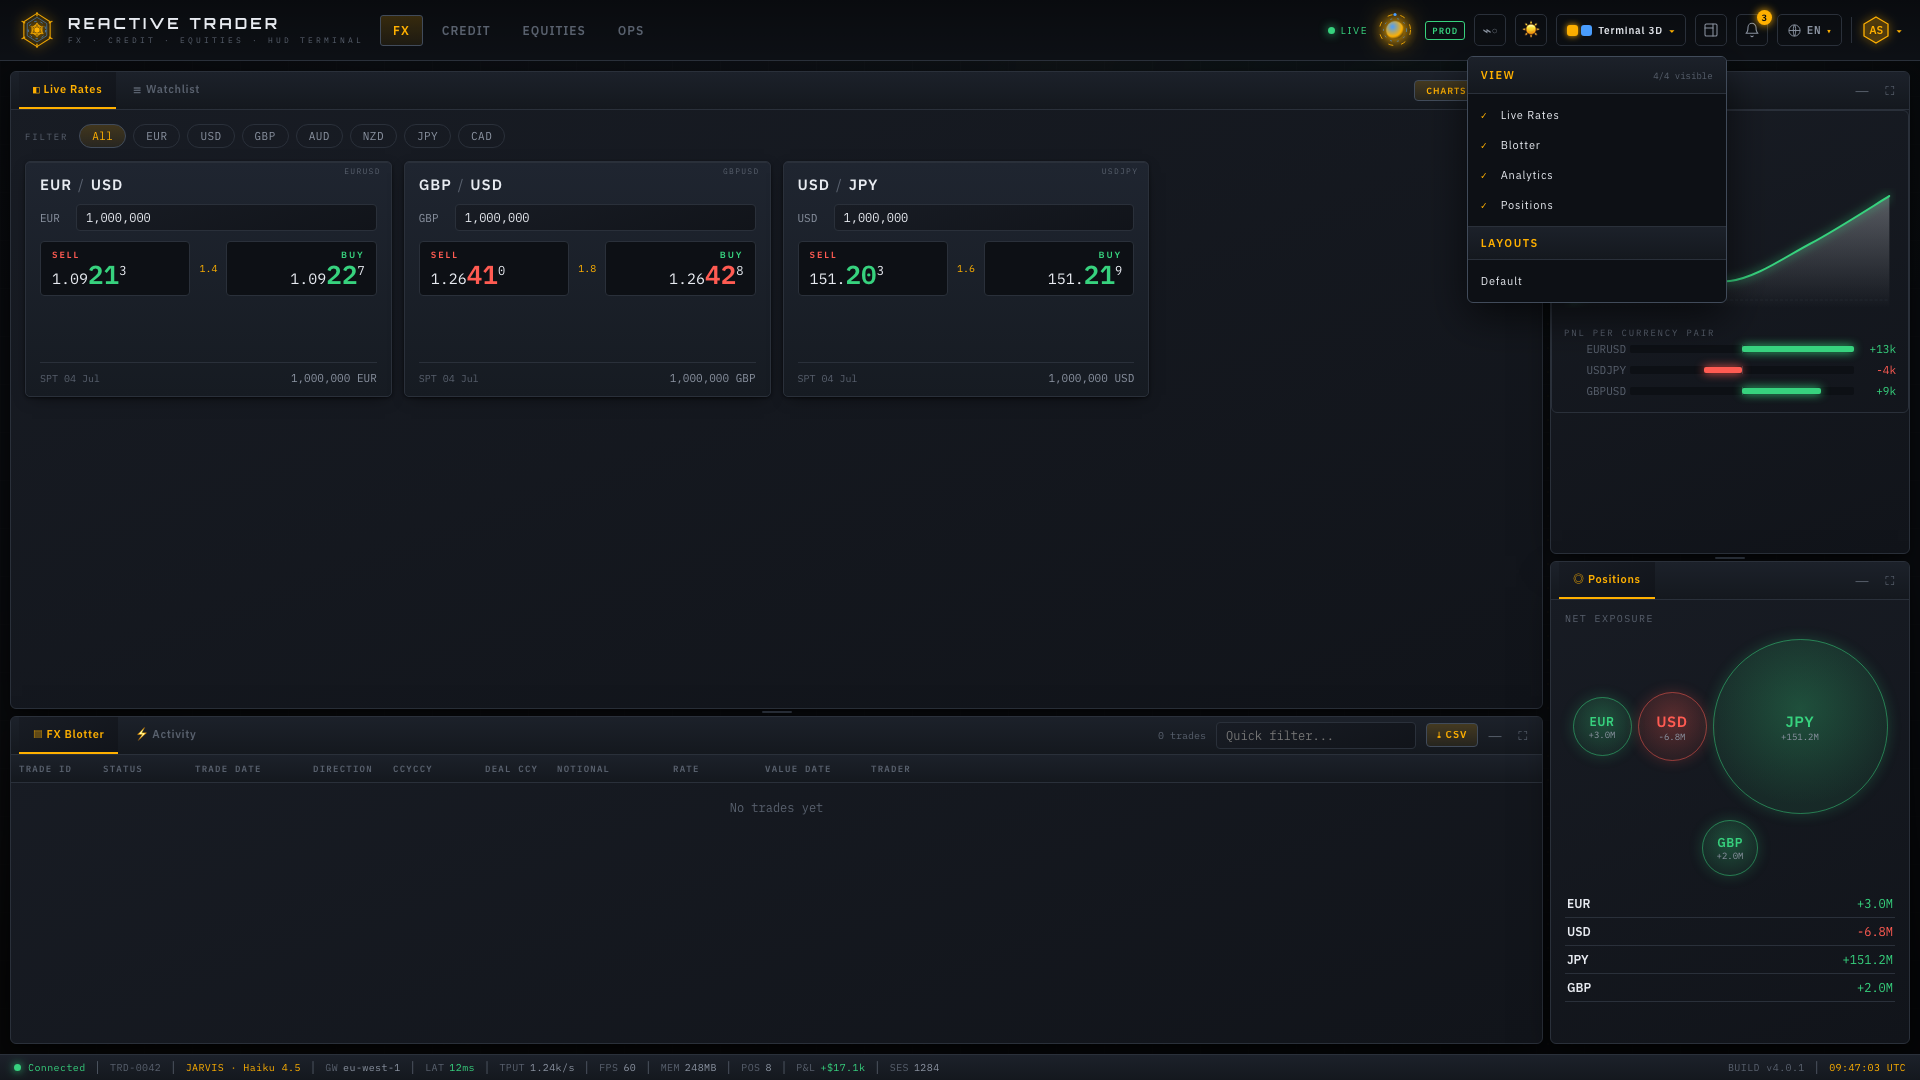 REACTIVE TRADER
FX · CREDIT · EQUITIES · HUD TERMINAL
FX CREDIT EQUITIES OPS
LIVE
PROD
Terminal 3D
3
EN
AS
Live Rates Watchlist
CHARTS
VIEW 4/4 visible
✓ Live Rates
✓ Blotter
✓ Analytics
✓ Positions
LAYOUTS
Default
FILTER All EUR USD GBP AUD NZD JPY CAD
EURUSD
EUR / USD
EUR 1,000,000
SELL BUY
1.09213 1.4 1.09227
SPT 04 Jul 1,000,000 EUR
GBPUSD
GBP / USD
GBP 1,000,000
SELL BUY
1.26410 1.8 1.26428
SPT 04 Jul 1,000,000 GBP
USDJPY
USD / JPY
USD 1,000,000
SELL BUY
151.203 1.6 151.219
SPT 04 Jul 1,000,000 USD
PNL PER CURRENCY PAIR
EURUSD +13k
USDJPY -4k
GBPUSD +9k
Positions
NET EXPOSURE
EUR
+3.0M
USD
-6.8M
JPY
+151.2M
GBP
+2.0M
EUR +3.0M
USD -6.8M
JPY +151.2M
GBP +2.0M
FX Blotter Activity
0 trades Quick filter... ↓ CSV
TRADE ID STATUS TRADE DATE DIRECTION CCYCCY DEAL CCY NOTIONAL RATE VALUE DATE TRADER
No trades yet
Connected TRD-0042 JARVIS · Haiku 4.5 GW eu-west-1 LAT 12ms TPUT 1.24k/s FPS 60 MEM 248MB POS 8 P&L +$17.1k SES 1284 BUILD v4.0.1 09:47:03 UTC